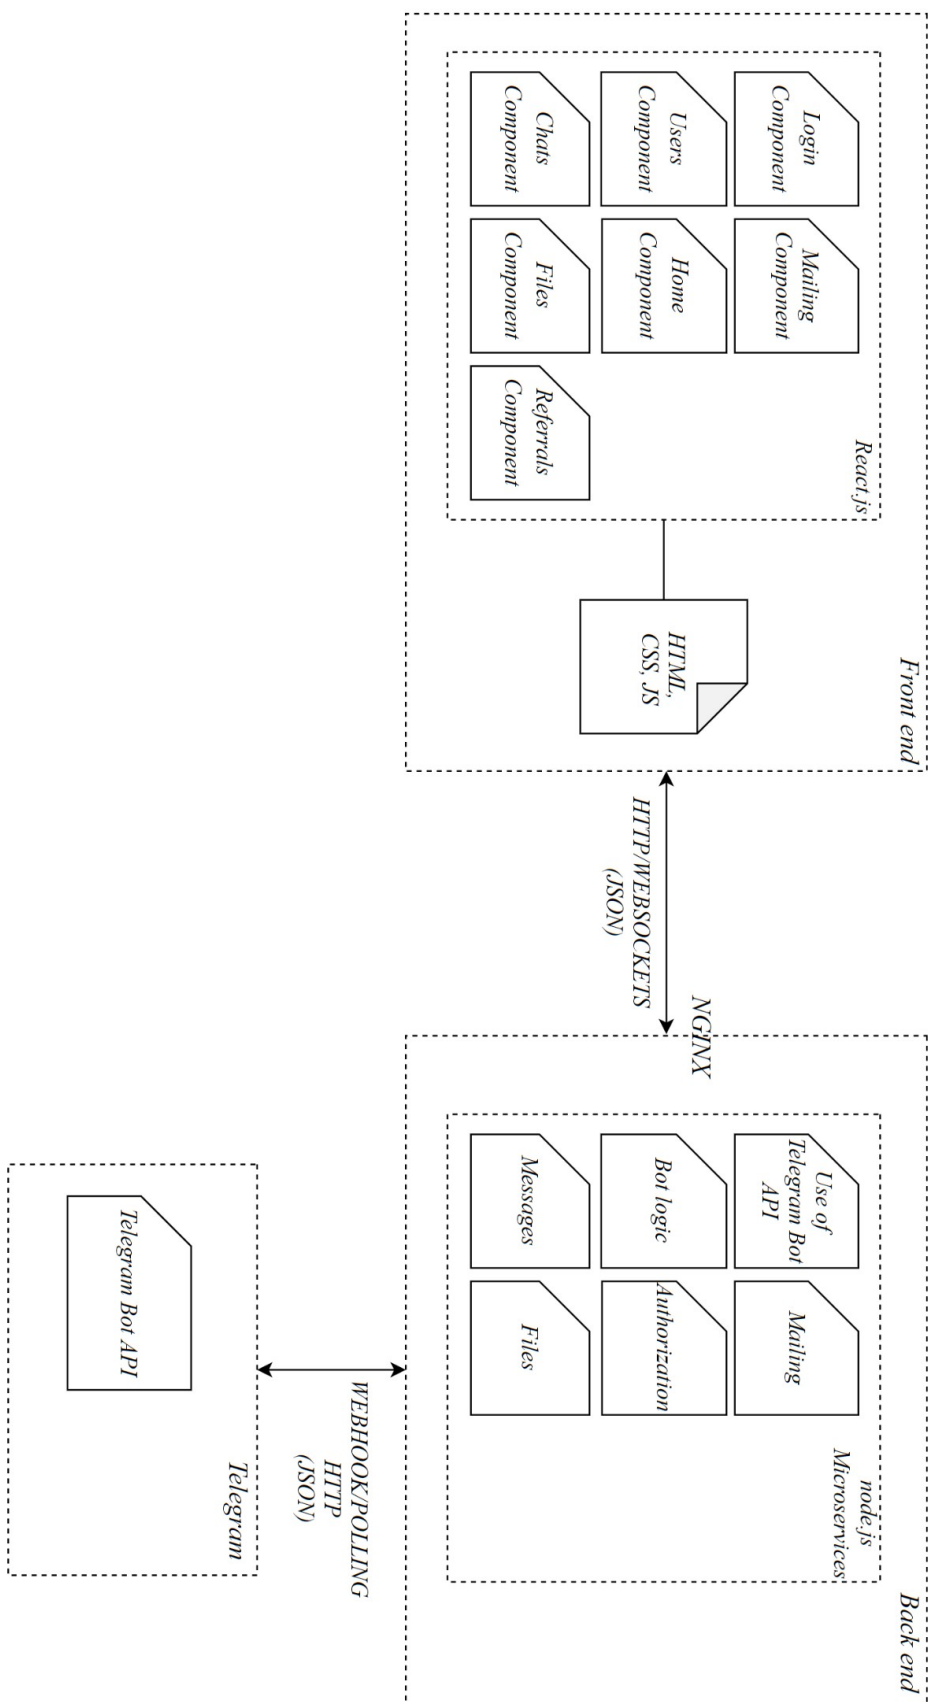 Front end
React.js
Login
Component
Mailing
Component
Users
Component
Home
Component
Chats
Component
Files
Component
Referrals
Component
HTML,
CSS, JS
HTTP/WEBSOCKETS
(JSON)
NGINX
Back end
node.js
Microservices
Use of
Telegram Bot
API
Mailing
Bot logic
Authorization
Messages
Files
WEBHOOK/POLLING
HTTP
(JSON)
Telegram
Telegram Bot API